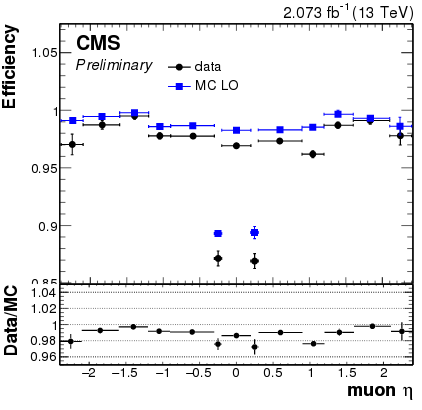 2.073 fb⁻¹(13 TeV)
Efficiency
CMS
Preliminary
data
MC LO
1.05
1
0.95
0.9
0.85
Data/MC
1.04
1.02
1
0.98
0.96
−2 −1.5 −1 −0.5 0 0.5 1 1.5 2
muon η